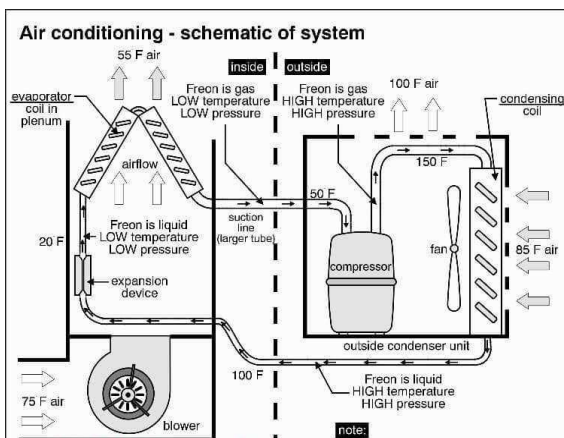 Air conditioning - schematic of system
55 F air
inside
outside
evaporator
coil in
plenum
Freon is gas
LOW temperature
LOW pressure
Freon is gas
HIGH temperature
HIGH pressure
100 F air
condensing
coil
airflow
150 F
50 F
suction
line
(larger tube)
20 F
Freon is liquid
LOW temperature
LOW pressure
compressor
fan
85 F air
expansion
device
outside condenser unit
100 F
Freon is liquid
HIGH temperature
HIGH pressure
75 F air
blower
note: